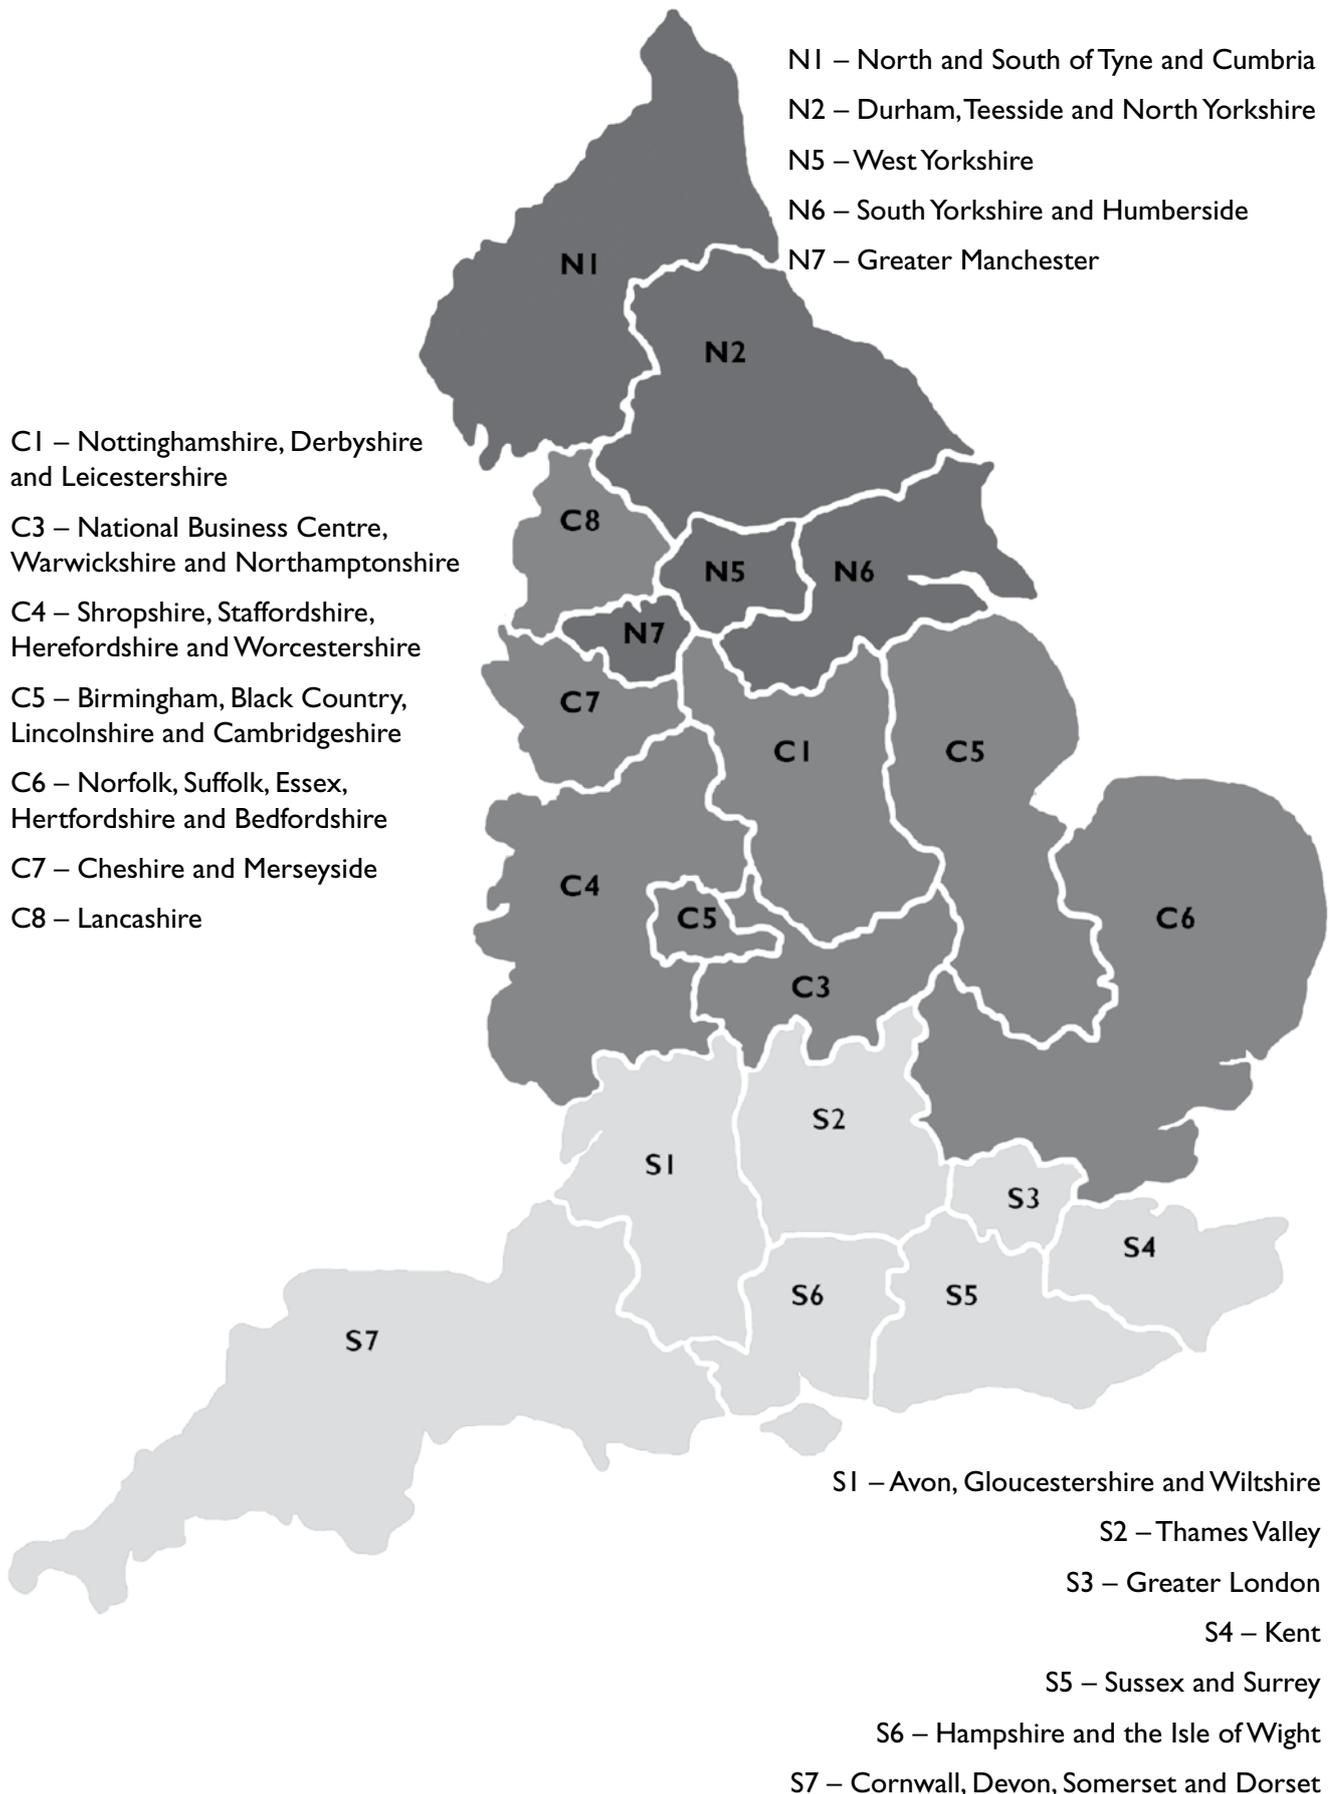 N1 – North and South of Tyne and Cumbria
N2 – Durham, Teesside and North Yorkshire
N5 – West Yorkshire
N6 – South Yorkshire and Humberside
N7 – Greater Manchester
N1
N2
C1 – Nottinghamshire, Derbyshire
and Leicestershire
C3 – National Business Centre,
Warwickshire and Northamptonshire
C4 – Shropshire, Staffordshire,
Herefordshire and Worcestershire
C5 – Birmingham, Black Country,
Lincolnshire and Cambridgeshire
C6 – Norfolk, Suffolk, Essex,
Hertfordshire and Bedfordshire
C7 – Cheshire and Merseyside
C8 – Lancashire
C8
N5
N6
N7
C7
C1
C5
C4
C5
C6
C3
S2
S1
S3
S4
S6
S5
S7
S1 – Avon, Gloucestershire and Wiltshire
S2 – Thames Valley
S3 – Greater London
S4 – Kent
S5 – Sussex and Surrey
S6 – Hampshire and the Isle of Wight
S7 – Cornwall, Devon, Somerset and Dorset